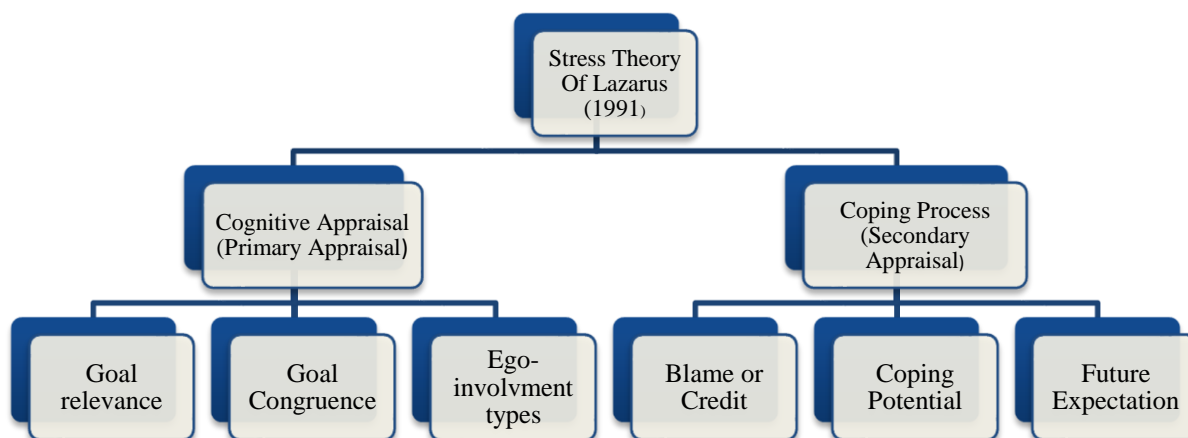 Stress Theory
Of Lazarus
(1991)
Cognitive Appraisal
(Primary Appraisal)
Coping Process
(Secondary
Appraisal)
Goal
relevance
Goal
Congruence
Ego-
involvment
types
Blame or
Credit
Coping
Potential
Future
Expectation